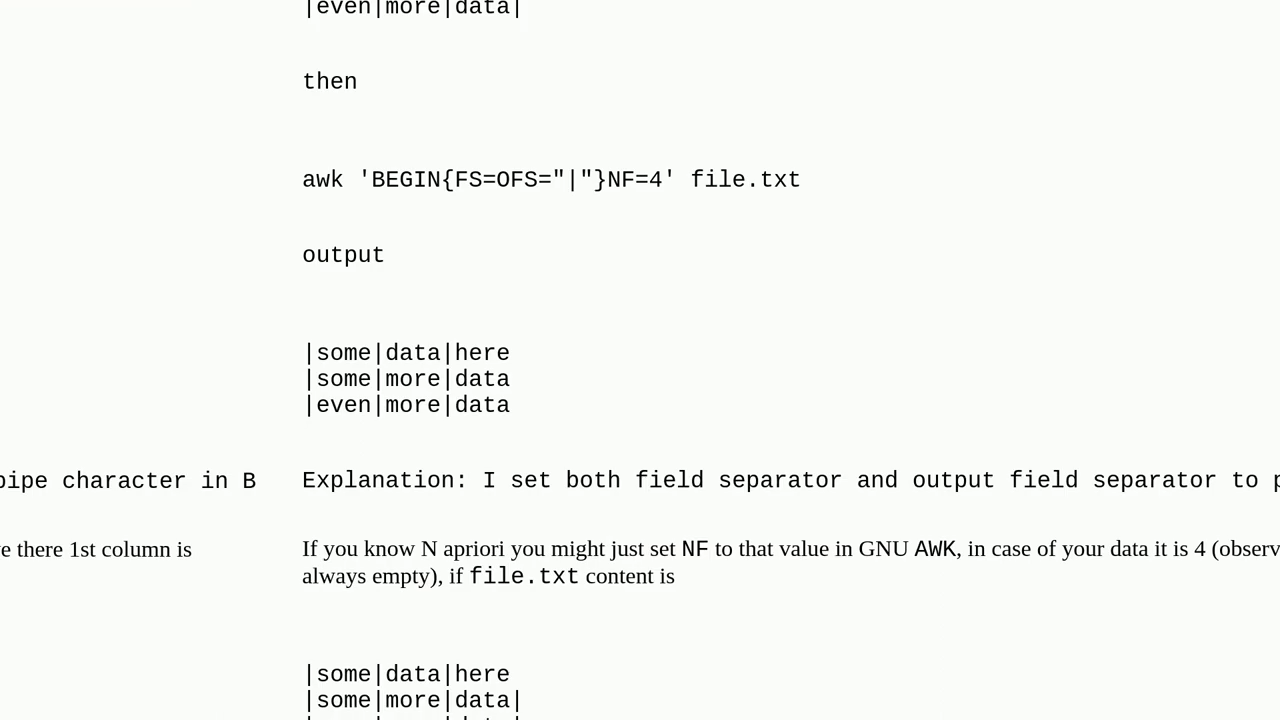 |even|more|data|
then
awk 'BEGIN{FS=OFS="|"}NF=4' file.txt
output
|some|data|here
|some|more|data
|even|more|data
pipe character in B
Explanation: I set both field separator and output field separator to
there 1st column is
If you know N apriori you might just set NF to that value in GNU AWK, in case of your data it is 4 (observ
always empty), if file.txt content is
|some|data|here
|some|more|data|